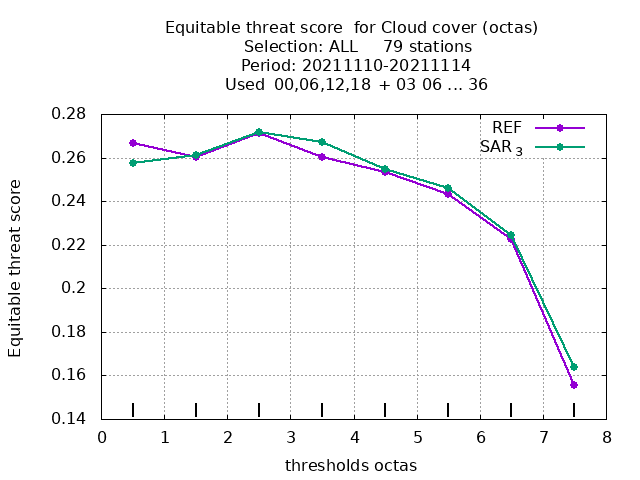 Equitable threat score for Cloud cover (octas)
Selection: ALL 79 stations
Period: 20211110-20211114
Used 00,06,12,18 + 03 06 ... 36
REF
SAR 3
0.28
0.26
0.24
0.22
0.2
0.18
0.16
0.14
Equitable threat score
0 1 2 3 4 5 6 7 8
thresholds octas